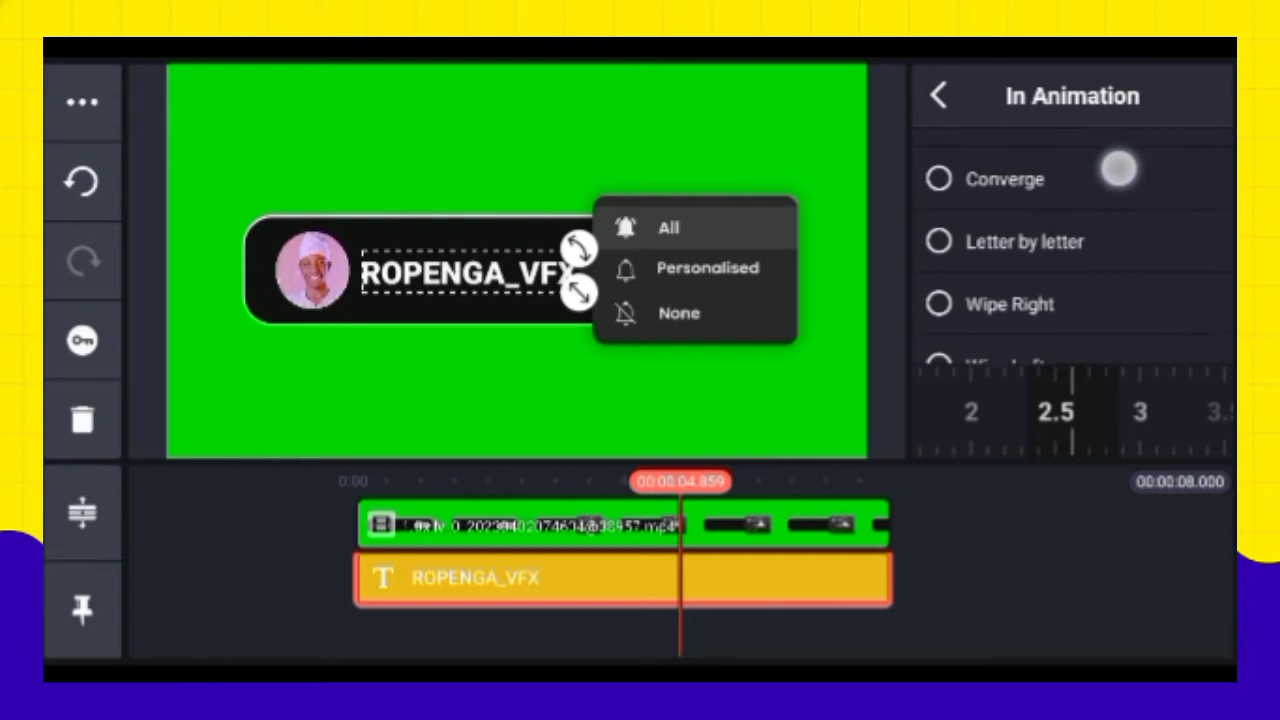 In Animation
Converge
Letter by letter
Wipe Right
2
2.5
3
3.
All
Personalised
None
ROPENGA_VFX
0:00
00:00:04.859
00:00:08.000
ROPENGA_VFX